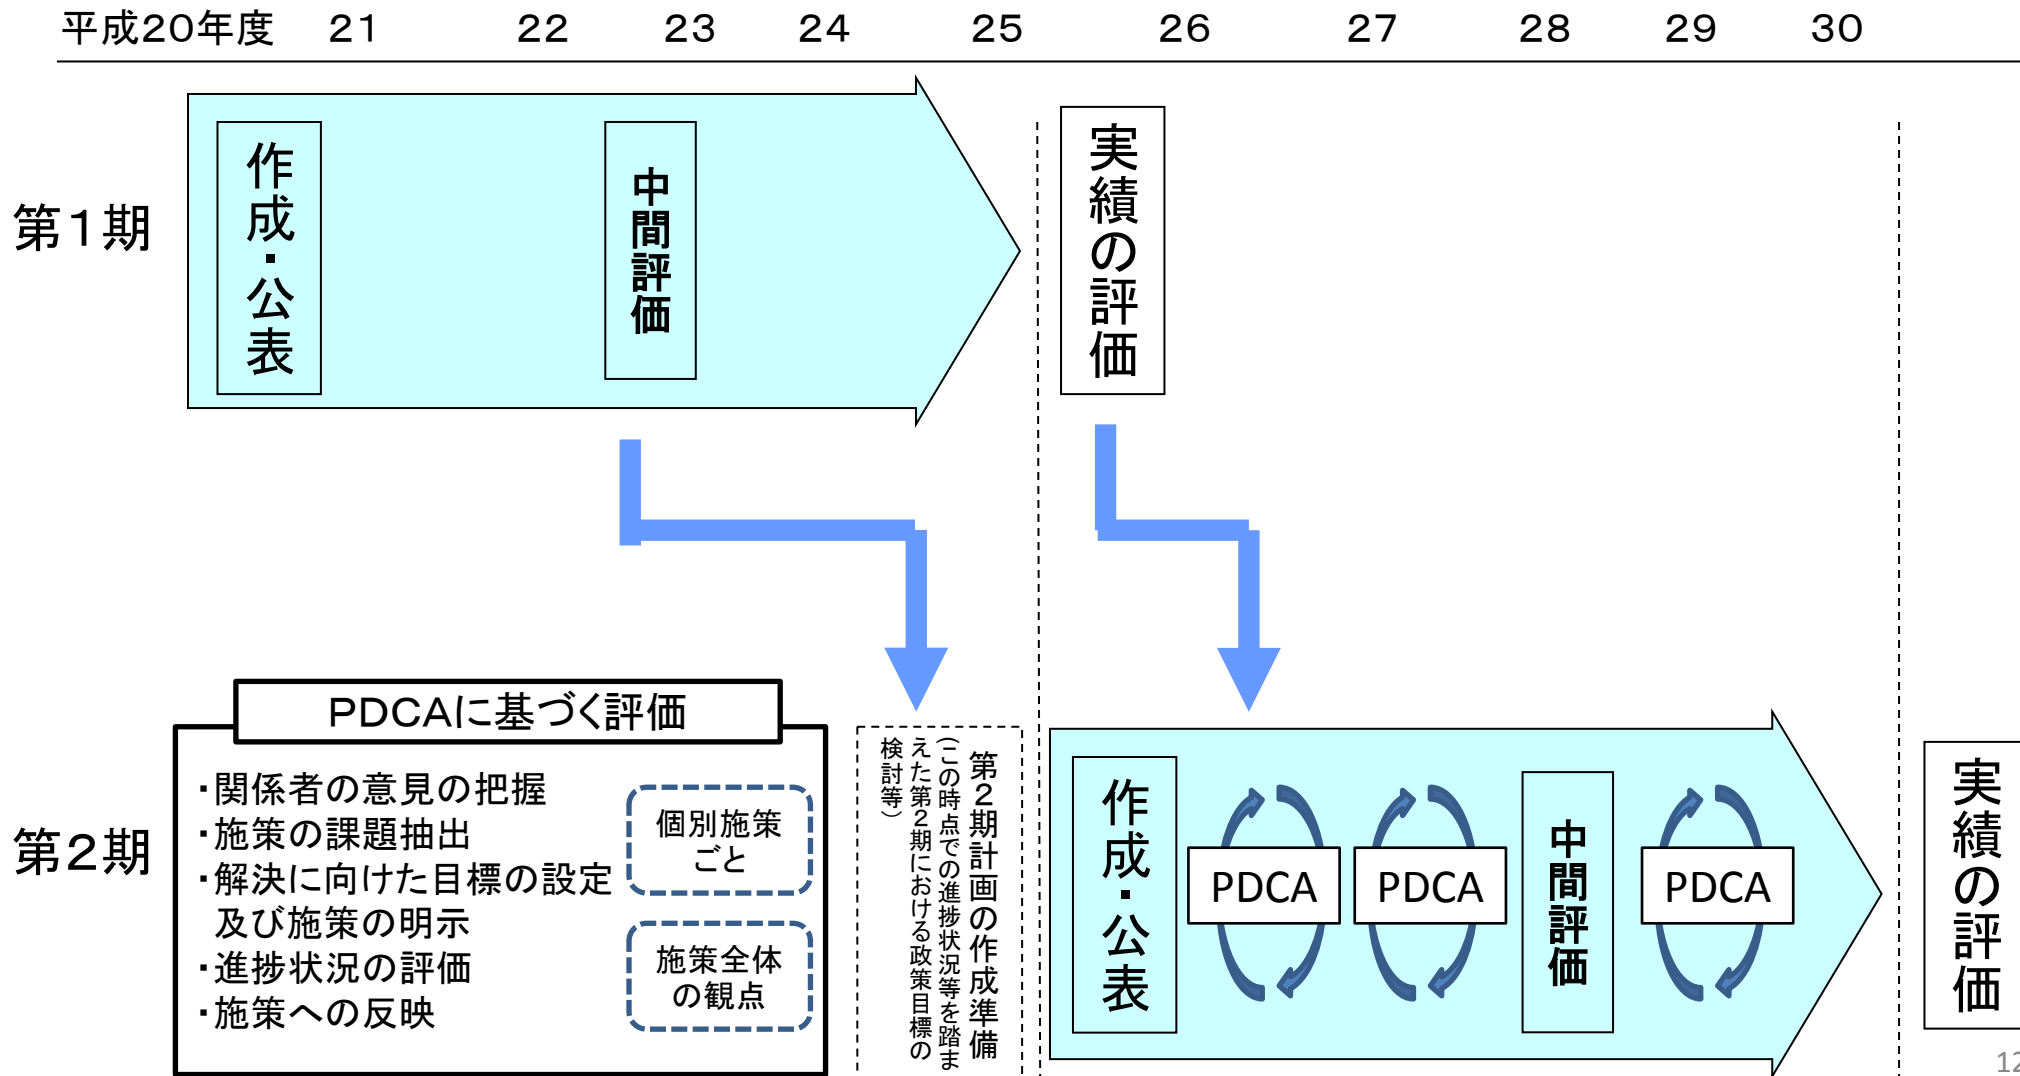 平成２０年度 ２１ ２２ ２３ ２４ ２５ ２６ ２７ ２８ ２９ ３０
第１期
作成・公表
中間評価
実績の評価
第２期
ＰＤＣＡに基づく評価
・関係者の意見の把握
・施策の課題抽出
・解決に向けた目標の設定
及び施策の明示
・進捗状況の評価
・施策への反映
個別施策
ごと
施策全体
の観点
第２期計画の作成準備
（この時点での進捗状況等を踏ま
えた第２期における政策目標の
検討等）
作成・公表
PDCA
PDCA
中間評価
PDCA
実績の評価
12